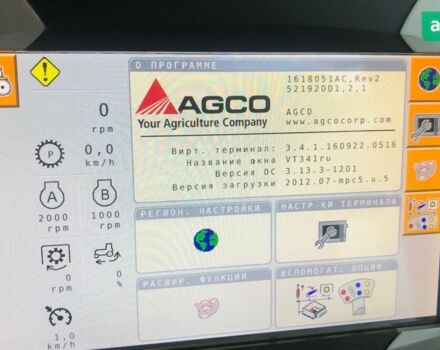 О ПРОГРАММЕ
1618051AC,Rev2
521920D1,2,1
AGCO
Your Agriculture Company
AGCO
www.agcocorp.com
Вирт. терминал: 3.4.1.160922.0516
Название окна VT341ru
Версия ОС 3.13.3-1201
Версия загрузки 2012.07-mpc5.u.5
0
rpm
P
0,0
km/h
A
B
2000
rpm
1000
rpm
0
rpm
0
%
1,0
km/h
РЕГИОН. НАСТРОЙКИ
НАСТР-КИ ТЕРМИНАЛА
РАСШИР. ФУНКЦИИ
ВСПОМОГАТ. ОПЦИИ
a